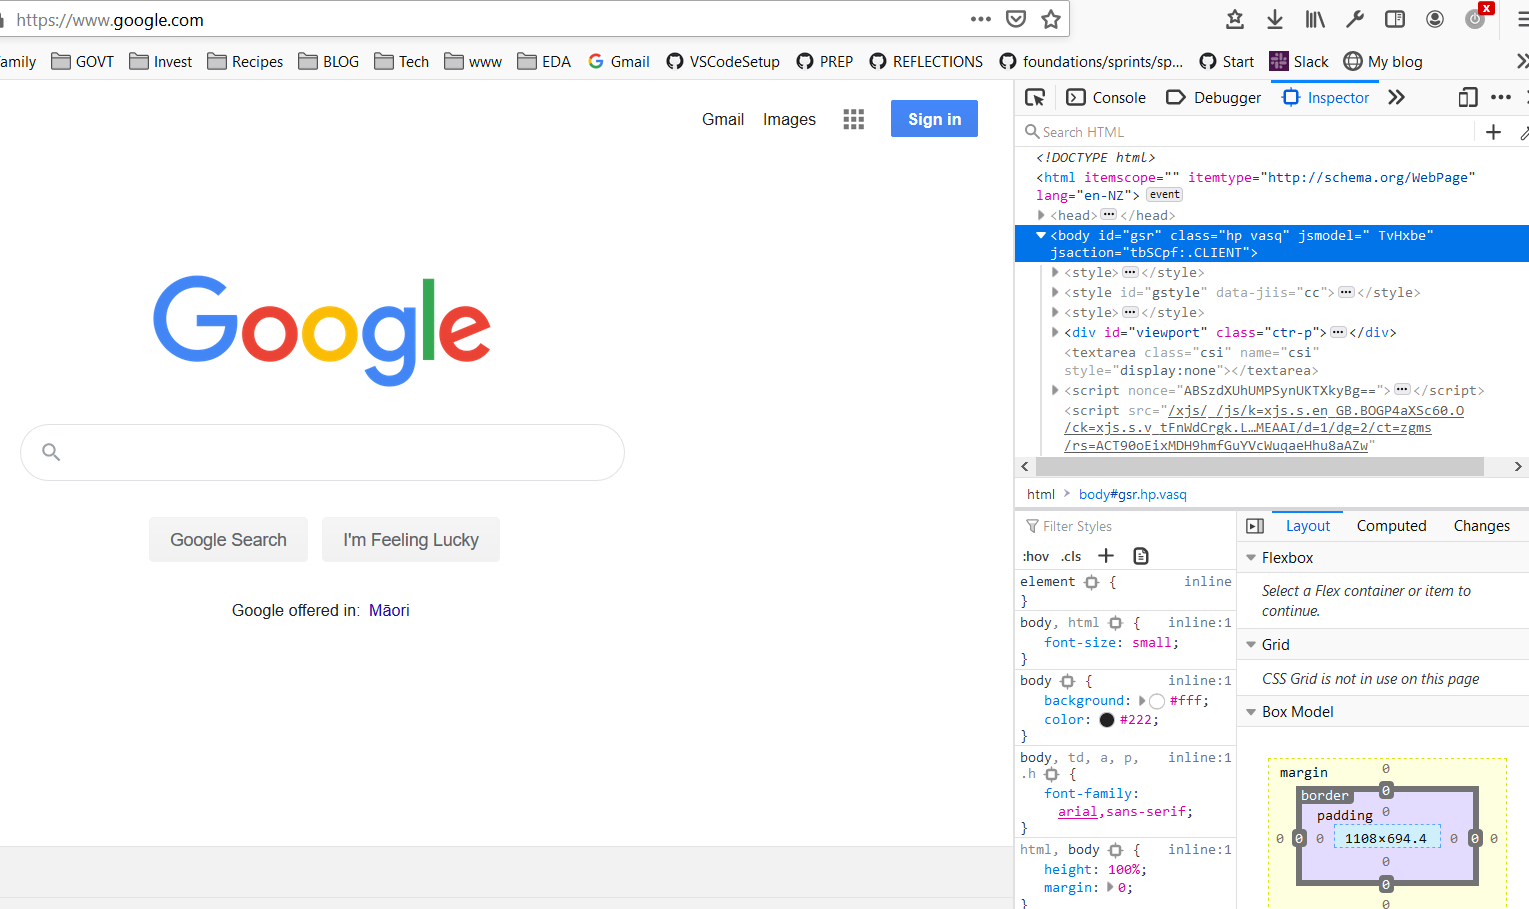 https://www.google.com
amily GOVT Invest Recipes BLOG Tech www EDA Gmail VSCodeSetup PREP REFLECTIONS foundations/sprints/sp... Start Slack My blog
x
Gmail Images Sign in
Google
Google Search I'm Feeling Lucky
Google offered in: Māori
Console Debugger Inspector
Search HTML
<!DOCTYPE html>
<html itemscope="" itemtype="http://schema.org/WebPage"
lang="en-NZ"> event
<head>···</head>
<body id="gsr" class="hp vasq" jsmodel=" TvHxbe"
jsaction="tbSCpf:.CLIENT">
<style>···</style>
<style id="gstyle" data-jiis="cc">···</style>
<style>···</style>
<div id="viewport" class="ctr-p">···</div>
<textarea class="csi" name="csi"
style="display:none"></textarea>
<script nonce="ABSzdXUhUMPSynUKTXkyBg==">···</script>
<script src="/xjs/_/js/k=xjs.s.en_GB.BOGP4aXSc60.O
/ck=xjs.s.v_tFnWdCrgk.L…MEAAI/d=1/dg=2/ct=zgms
/rs=ACT90oEixMDH9hmfGuYVcWuqaeHhu8aAZw"
html body#gsr.hp.vasq
Filter Styles
:hov .cls
element { inline
}
body, html { inline:1
font-size: small;
}
body { inline:1
background: #fff;
color: #222;
}
body, td, a, p, inline:1
.h {
font-family:
arial,sans-serif;
}
html, body { inline:1
height: 100%;
margin: 0;
}
Layout Computed Changes
Flexbox
Select a Flex container or item to
continue.
Grid
CSS Grid is not in use on this page
Box Model
margin 0
border 0
padding 0
0 0 0 1108×694.4 0 0 0
0
0
0